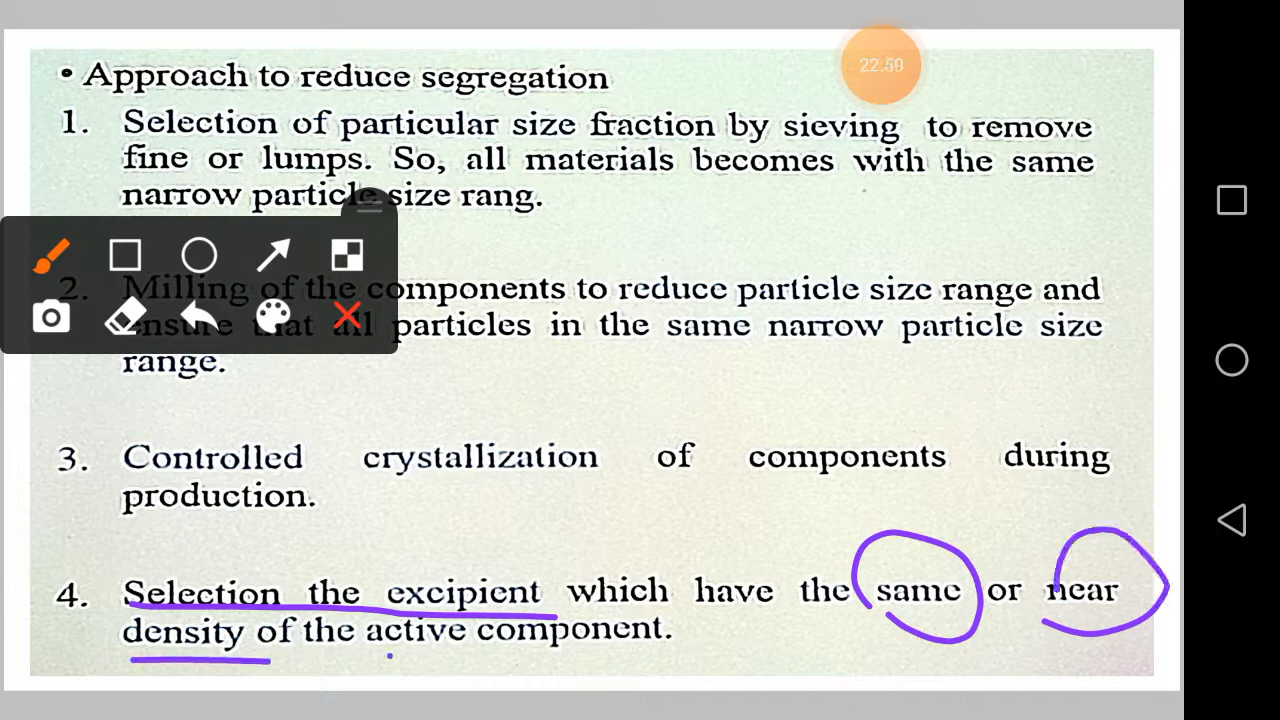 • Approach to reduce segregation
22:50
1. Selection of particular size fraction by sieving to remove
fine or lumps. So, all materials becomes with the same
narrow particle size rang.
2. Milling of the components to reduce particle size range and
ensure that all particles in the same narrow particle size
range.
3. Controlled crystallization of components during
production.
4. Selection the excipient which have the same or near
density of the active component.